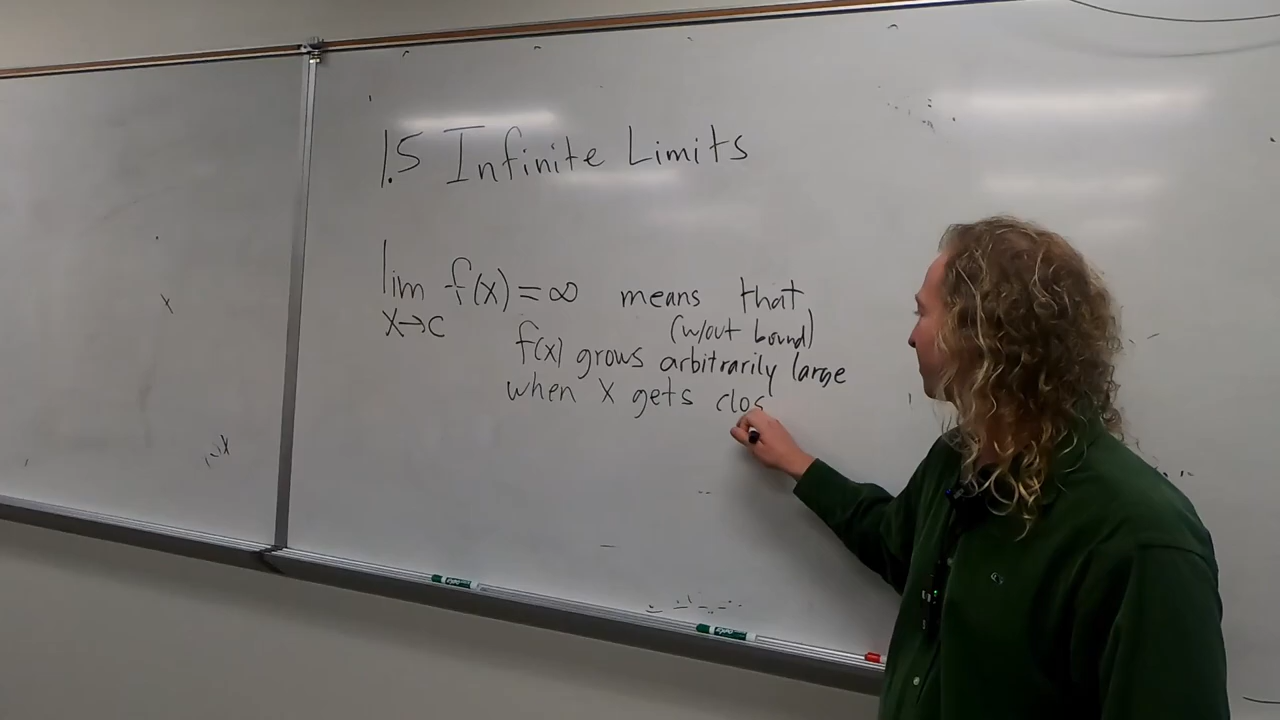 1.5 Infinite Limits
lim f(x) = ∞ means that
x→c
(w/out bound)
f(x) grows arbitrarily large
when x gets clos